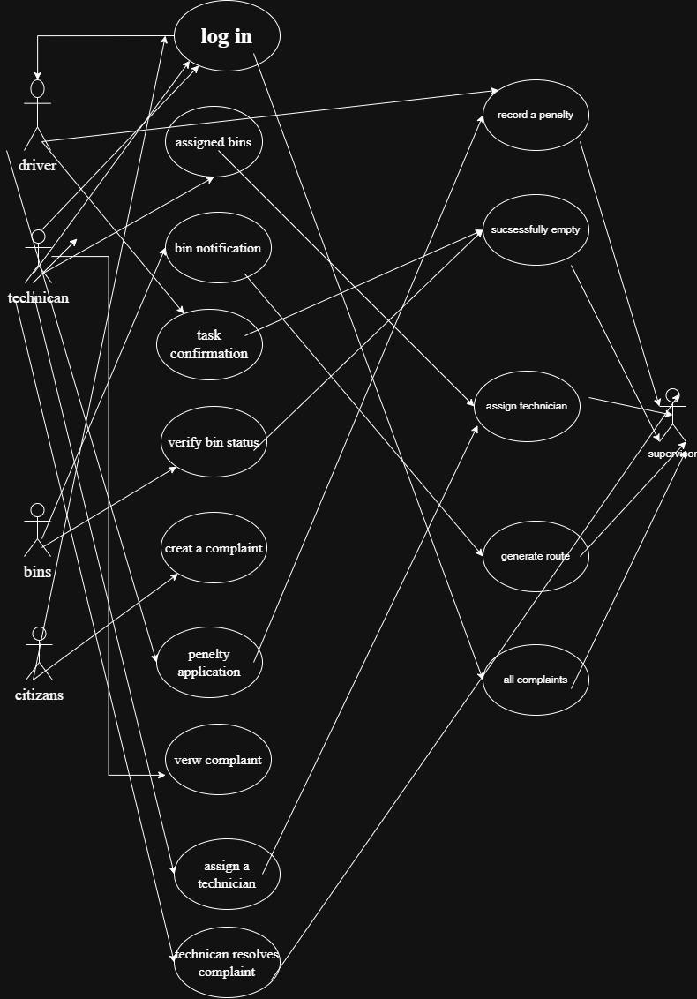 log in
record a penelty
assigned bins
driver
sucsessfully empty
bin notification
technican
task
confirmation
assign technician
verify bin status
supervisor
creat a complaint
generate route
bins
penelty
application
all complaints
citizans
veiw complaint
assign a
technician
technican resolves
complaint